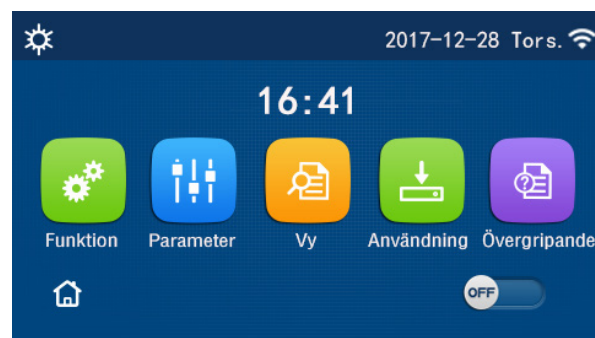 2017-12-28 Tors.
16:41
Funktion Parameter Vy Användning Övergripande
OFF